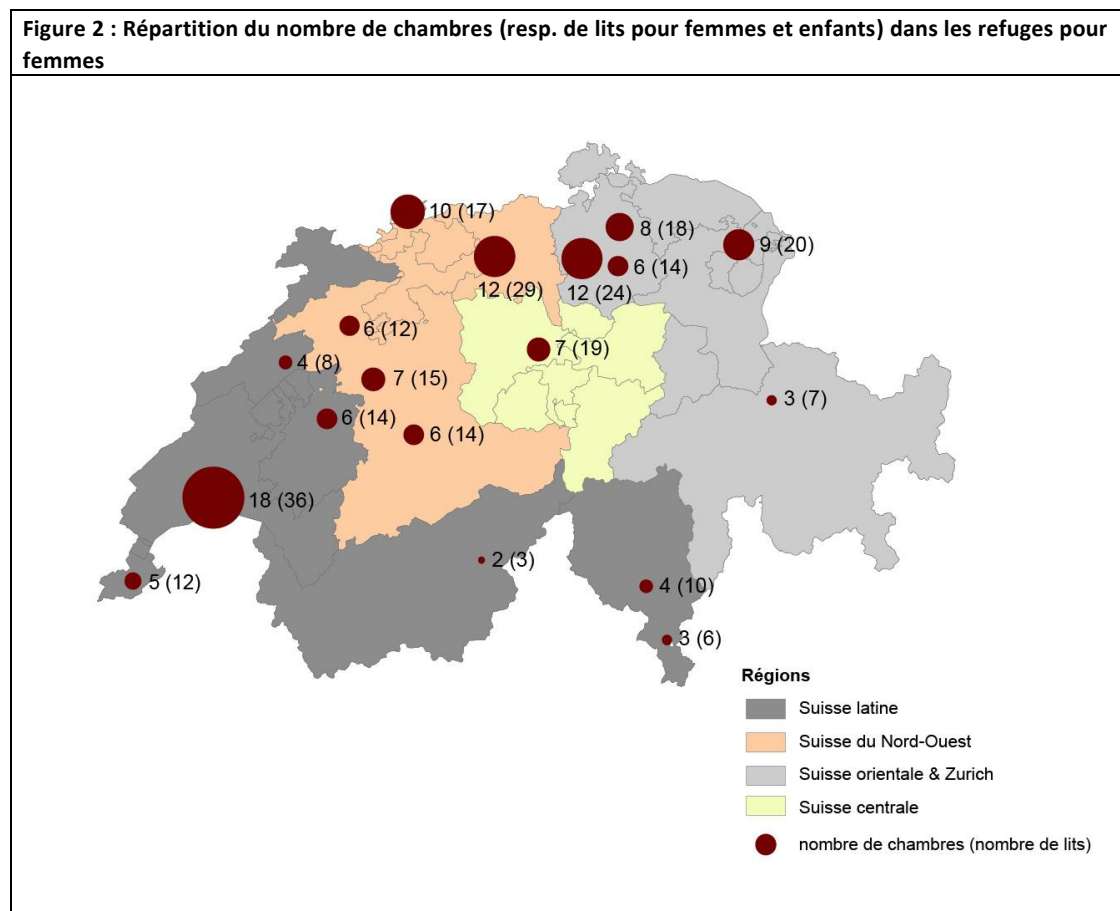 Figure 2 : Répartition du nombre de chambres (resp. de lits pour femmes et enfants) dans les refuges pour
femmes
10 (17)
8 (18)
9 (20)
6 (14)
12 (29)
12 (24)
6 (12)
7 (19)
4 (8)
7 (15)
3 (7)
6 (14)
6 (14)
18 (36)
2 (3)
5 (12)
4 (10)
3 (6)
Régions
Suisse latine
Suisse du Nord-Ouest
Suisse orientale & Zurich
Suisse centrale
nombre de chambres (nombre de lits)